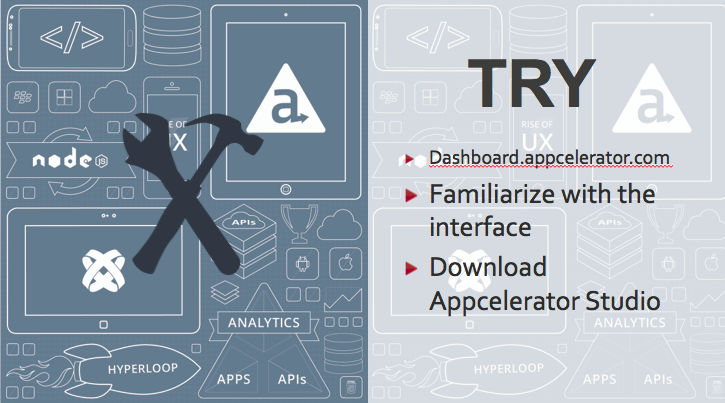 </>
a
node JS
RISE OF
UX
APIs
ANALYTICS
HYPERLOOP
APPS
APIs
TRY
Dashboard.appcelerator.com
Familiarize with the
interface
Download
Appcelerator Studio
</>
a
RISE OF
UX
ANALYTICS
HYPERLOOP
APPS
APIs